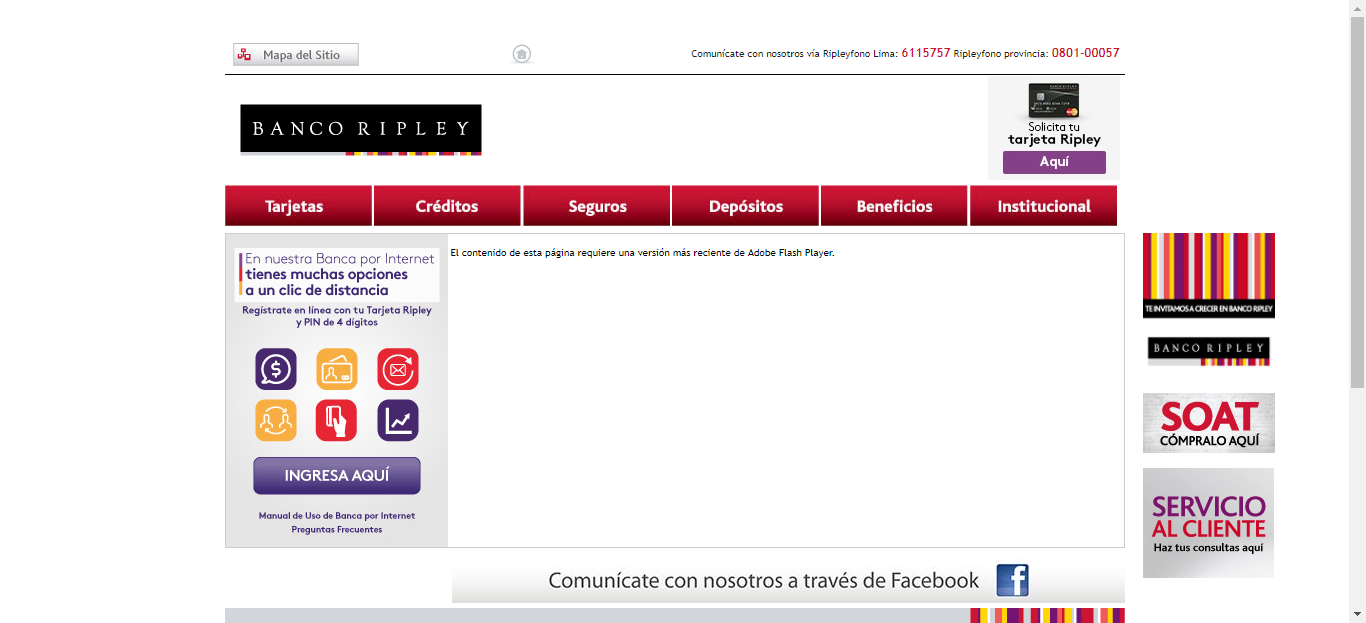 Mapa del Sitio
Comunícate con nosotros vía Ripleyfono Lima: 6115757 Ripleyfono provincia: 0801-00057
BANCO RIPLEY
Solicita tu
tarjeta Ripley
Aquí
Tarjetas
Créditos
Seguros
Depósitos
Beneficios
Institucional
En nuestra Banca por Internet
tienes muchas opciones
a un clic de distancia
Regístrate en línea con tu Tarjeta Ripley
y PIN de 4 dígitos
INGRESA AQUÍ
Manual de Uso de Banca por Internet
Preguntas Frecuentes
El contenido de esta página requiere una versión más reciente de Adobe Flash Player.
TE INVITAMOS A CRECER EN BANCO RIPLEY
BANCO RIPLEY
SOAT
CÓMPRALO AQUÍ
SERVICIO
AL CLIENTE
Haz tus consultas aquí
Comunícate con nosotros a través de Facebook